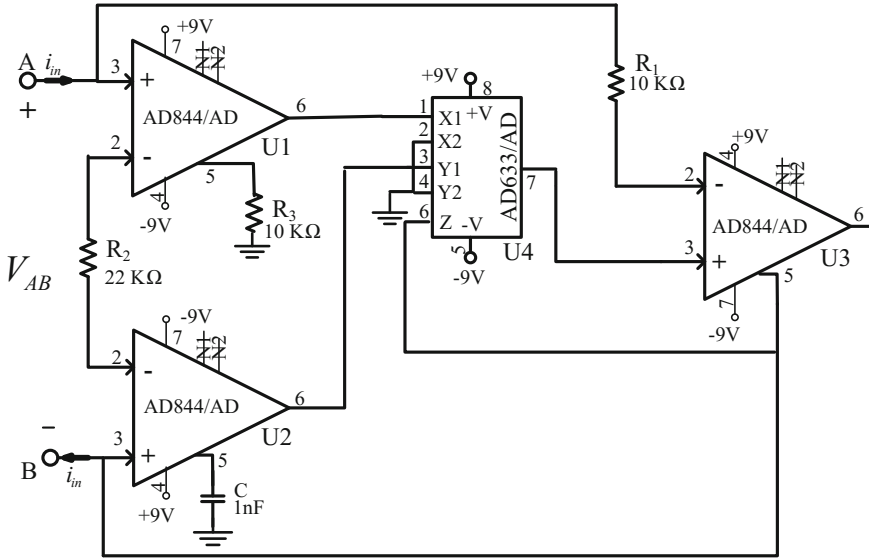 +9V
A
i_in
+
3
+
7
N1
N2
AD844/AD
6
U1
2
-
4
-9V
5
R3
10 KΩ
V_AB
R2
22 KΩ
-9V
7
N1
N2
2
-
AD844/AD
6
U2
-
B
i_in
3
+
4
+9V
5
C
1nF
+9V
8
1
X1
+V
2
X2
3
Y1
4
Y2
6
Z
-V
AD633/AD
7
5
U4
-9V
R1
10 KΩ
+9V
4
N1
N2
2
-
AD844/AD
6
U3
3
+
5
7
-9V